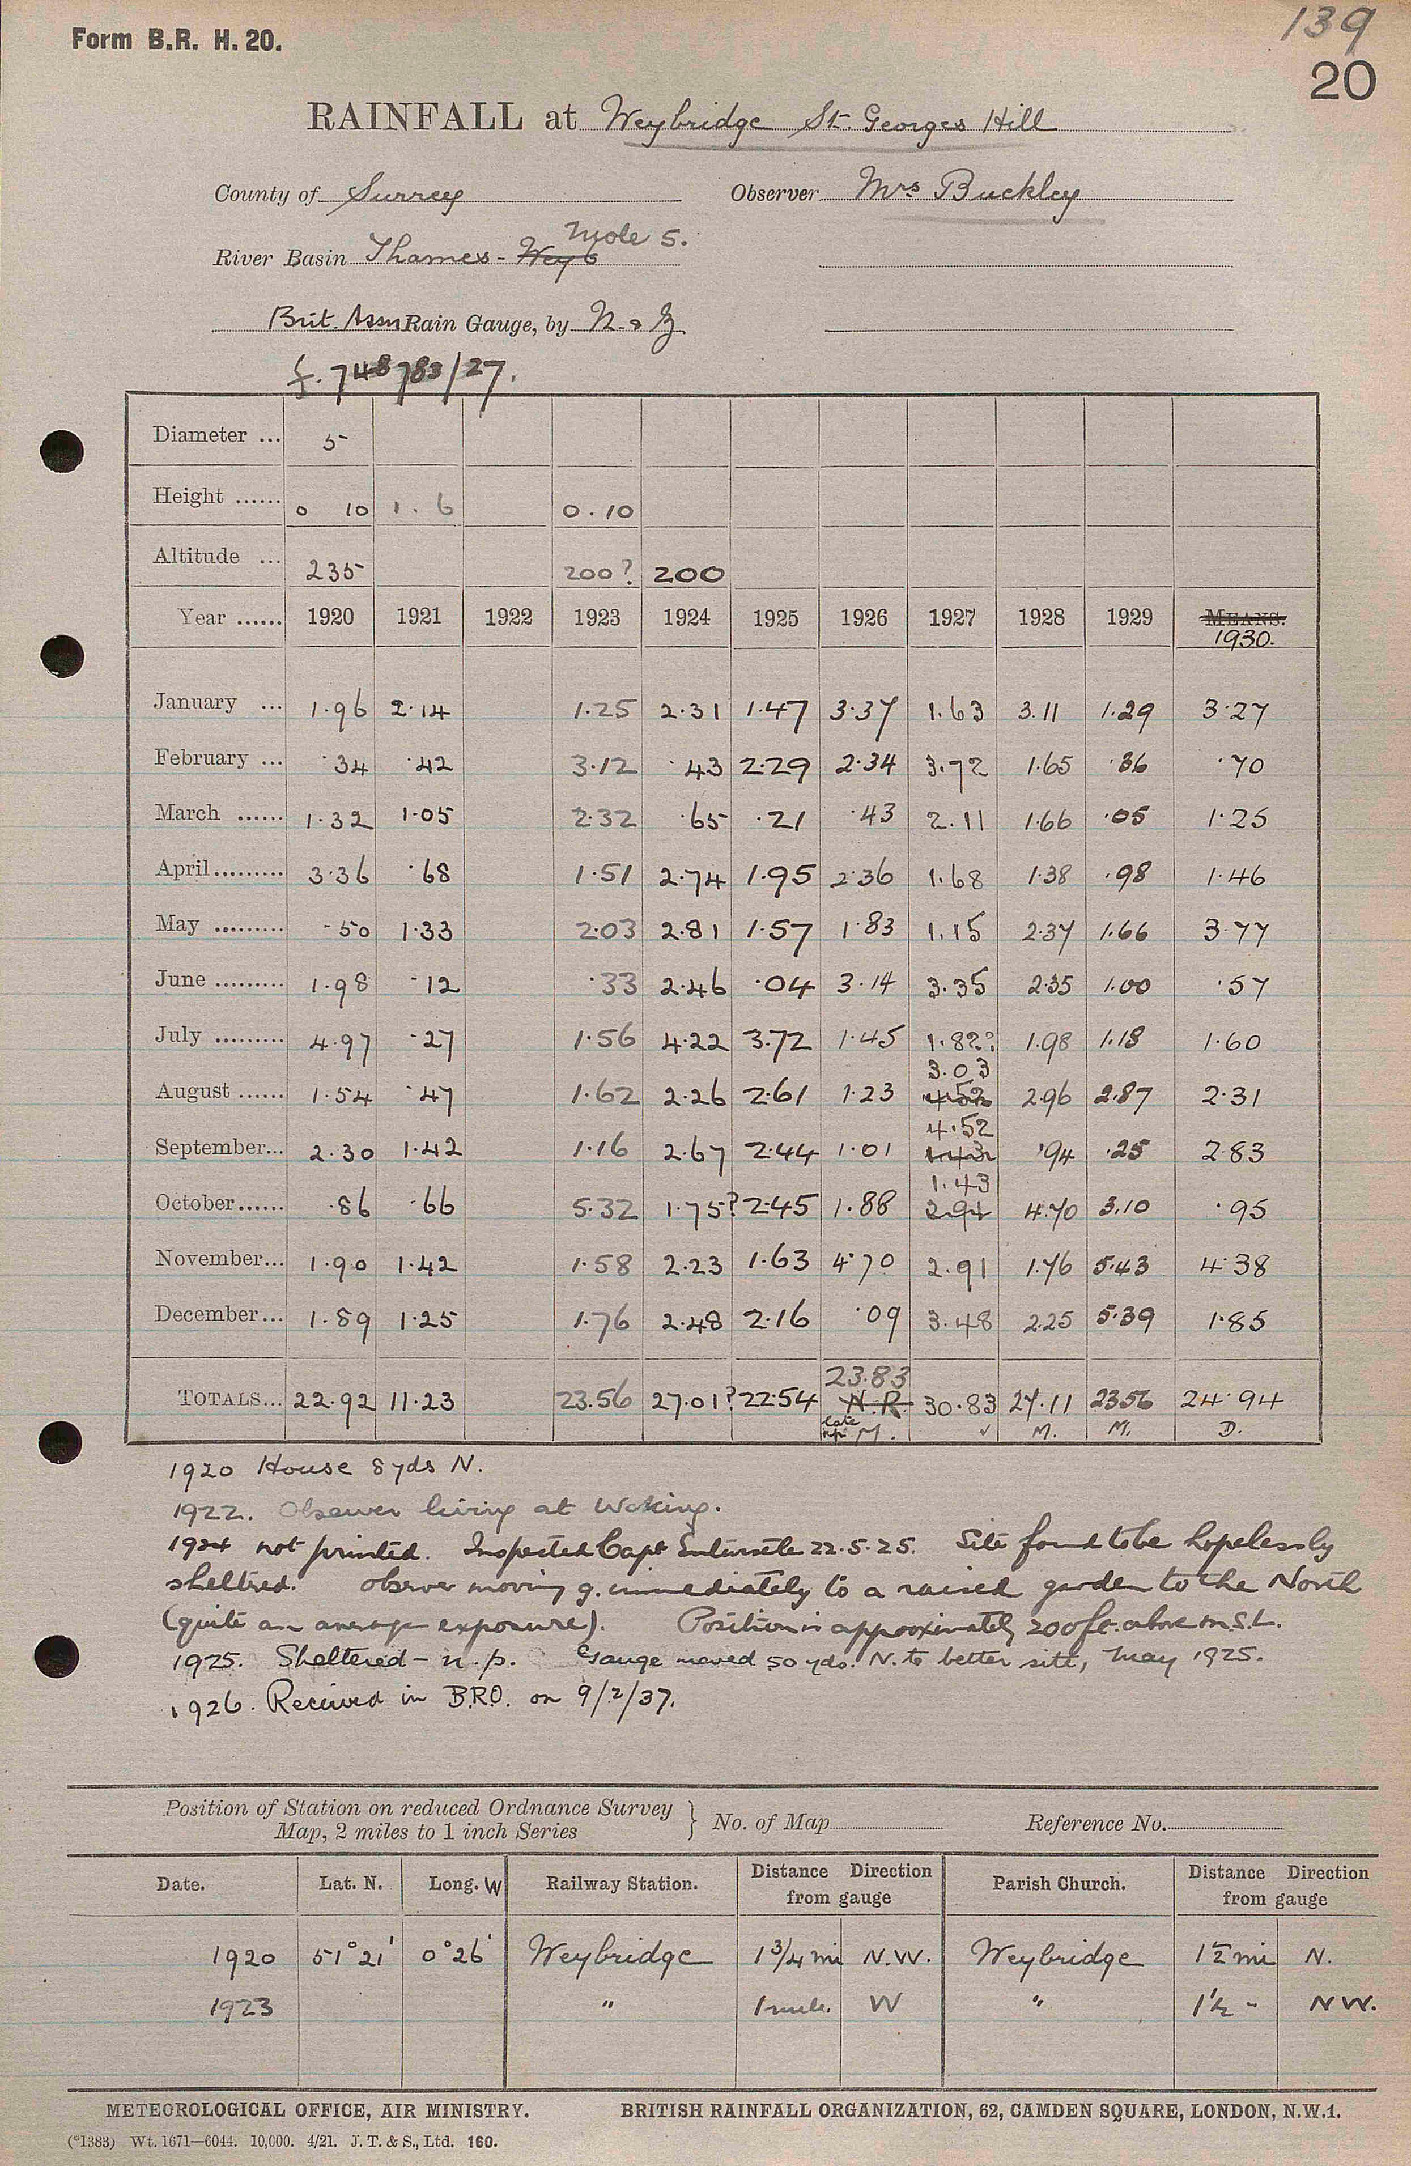 139
Form B.R. H. 20.
20
RAINFALL at Weybridge St. Georges Hill
County of Surrey Observer Mrs Buckley
Mole 5.
River Basin Thames - Wey 6
Brit. Assn Rain Gauge, by N. & Z.
f. 748783/27.
Diameter ... 5
Height ...... 0 10 1. 6 0.10
Altitude ... 235 200? 200
Year ...... 1920 1921 1922 1923 1924 1925 1926 1927 1928 1929 MEANS.
1930.
January ... 1.96 2.14 1.25 2.31 1.47 3.37 1.63 3.11 1.29 3.27
February ... .34 .42 3.12 .43 2.29 2.34 3.72 1.65 .36 .70
March ...... 1.32 1.05 2.32 .65 .21 .43 2.11 1.66 .05 1.25
April......... 3.36 .68 1.51 2.74 1.95 2.36 1.68 1.38 .98 1.46
May ......... .50 1.33 2.03 2.81 1.57 1.83 1.15 2.37 1.66 3.77
June ......... 1.98 .12 .33 2.46 .04 3.14 3.35 2.35 1.00 .57
July ......... 4.97 .27 1.56 4.22 3.72 1.45 1.82? 1.98 1.18 1.60
3.03
August ...... 1.54 .47 1.62 2.26 2.61 1.23 4.52 2.96 2.87 2.31
4.52
September... 2.30 1.42 1.16 2.67 2.44 1.01 1.43 .94 .25 2.83
1.43
October...... .86 .66 5.32 1.75? 2.45 1.88 2.94 4.70 3.10 .95
November... 1.90 1.42 1.58 2.23 1.63 4.70 2.91 1.76 5.43 4.38
December... 1.89 1.25 1.76 2.48 2.16 .09 3.48 2.25 5.39 1.85
23.83
TOTALS... 22.92 11.23 23.56 27.01? 22.54 N.R. 30.83 27.11 23.56 24.94
late
np M. ✓ M. M. D.
1920 House 8yds N.
1922. Observer living at Woking.
1924 not printed. Inspected Capt Entwistle 22.5.25. Site found to be hopelessly
sheltred. Observer moving g. immediately to a raised garden to the North
(quite an average exposure). Position is approximately 200ft. above M.S.L.
1925. Sheltered - n.p. Gauge moved 50 yds. N. to better site, May 1925.
1926. Received in B.R.O. on 9/2/37.
Position of Station on reduced Ordnance Survey
Map, 2 miles to 1 inch Series } No. of Map Reference No.
Date. Lat. N. Long. W Railway Station. Distance Direction from gauge Parish Church. Distance Direction from gauge
1920 51°21' 0°26' Weybridge 1 3/4 mi N.W. Weybridge 1½ mi N.
1923 " 1 mile. W " 1½ - NW.
METEOROLOGICAL OFFICE, AIR MINISTRY. BRITISH RAINFALL ORGANIZATION, 62, CAMDEN SQUARE, LONDON, N.W.1.
(*1383) Wt. 1671—6044. 10,000. 4/21. J. T. & S., Ltd. 160.